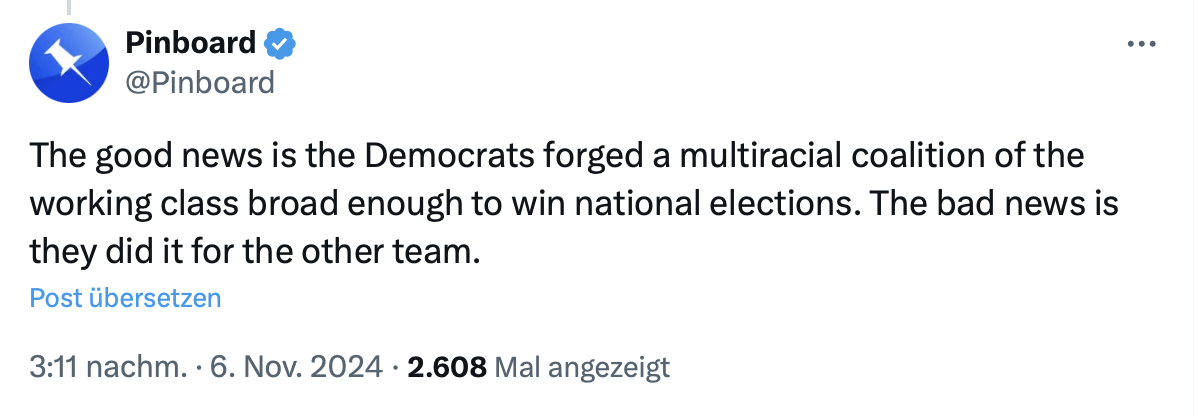 Pinboard
@Pinboard
The good news is the Democrats forged a multiracial coalition of the
working class broad enough to win national elections. The bad news is
they did it for the other team.
Post übersetzen
3:11 nachm. · 6. Nov. 2024 · 2.608 Mal angezeigt